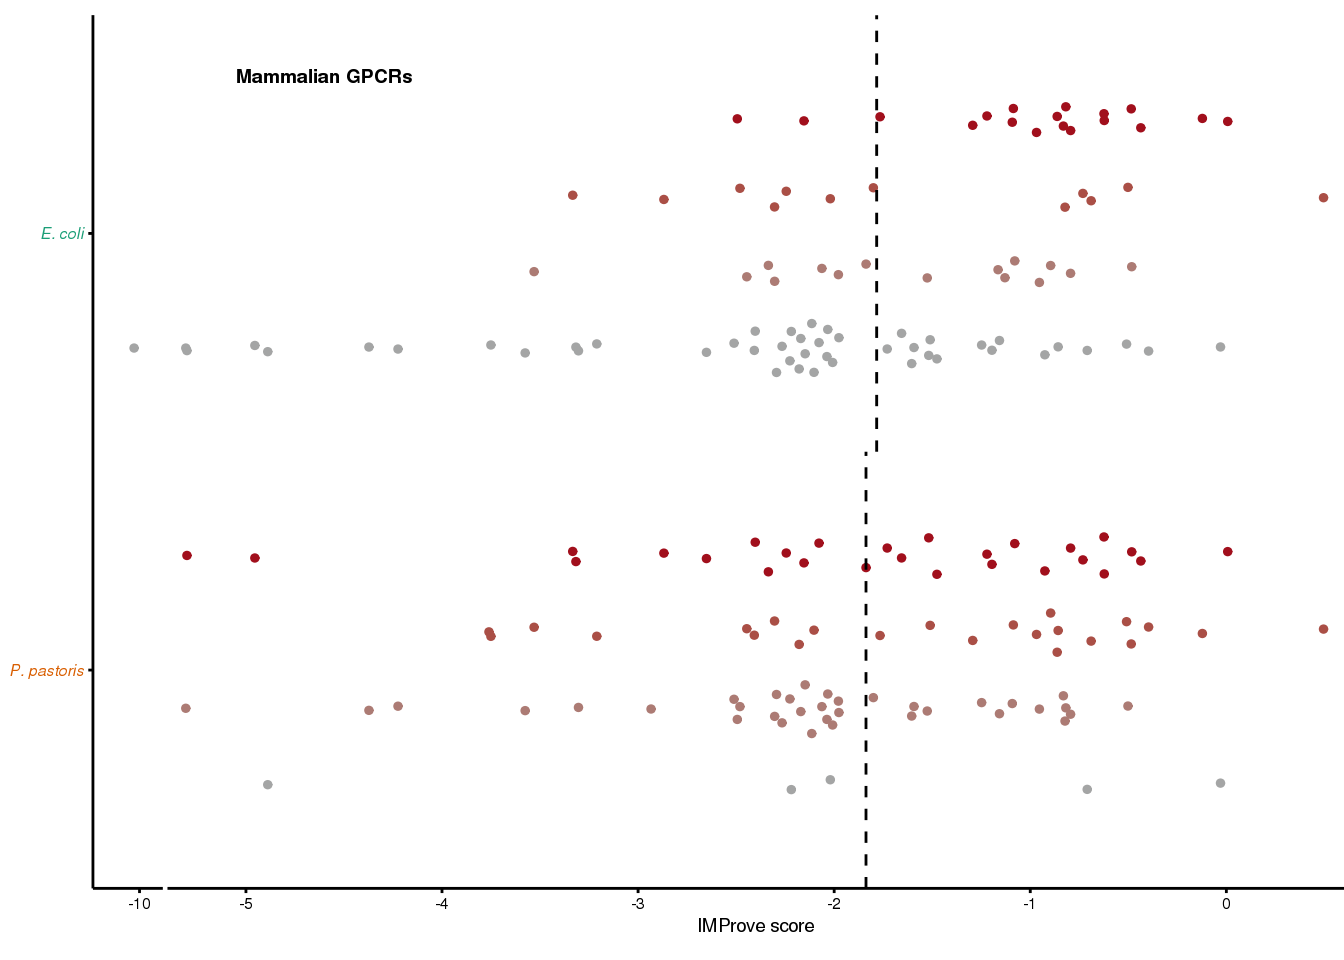 Mammalian GPCRs
E. coli
P. pastoris
-10 -5 -4 -3 -2 -1 0
IMProve score